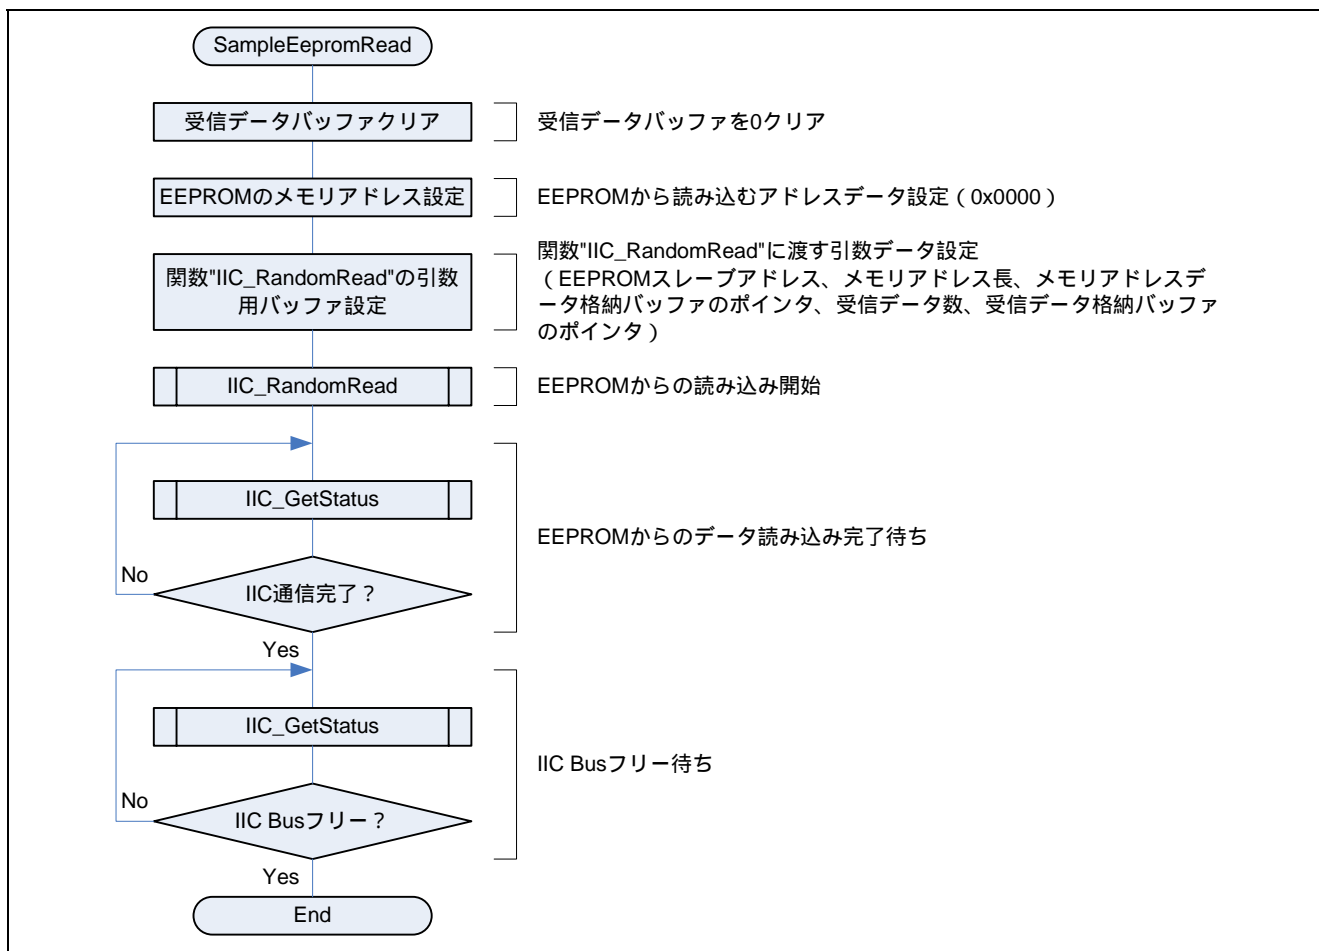 SampleEepromRead
受信データバッファクリア
受信データバッファを0クリア
EEPROMのメモリアドレス設定
EEPROMから読み込むアドレスデータ設定（0x0000）
関数"IIC_RandomRead"の引数
用バッファ設定
関数"IIC_RandomRead"に渡す引数データ設定
（EEPROMスレーブアドレス、メモリアドレス長、メモリアドレスデ
ータ格納バッファのポインタ、受信データ数、受信データ格納バッファ
のポインタ）
IIC_RandomRead
EEPROMからの読み込み開始
IIC_GetStatus
EEPROMからのデータ読み込み完了待ち
No
IIC通信完了？
Yes
IIC_GetStatus
IIC Busフリー待ち
No
IIC Busフリー？
Yes
End